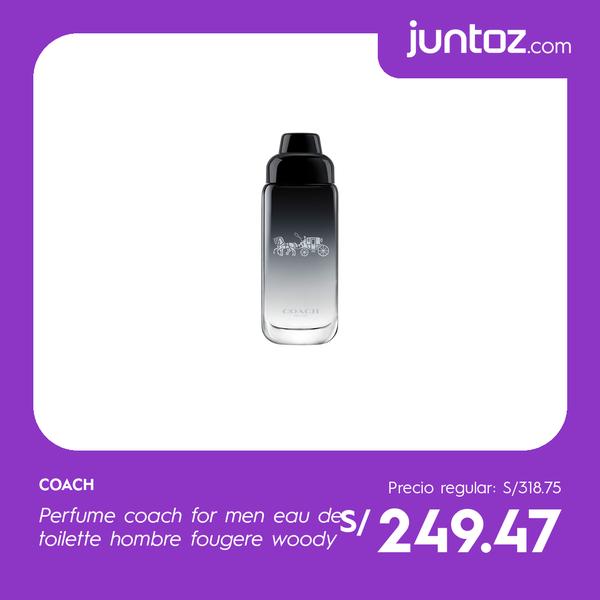 juntoz.com
COACH
COACH
Perfume coach for men eau de
toilette hombre fougere woody
Precio regular: S/318.75
S/ 249.47